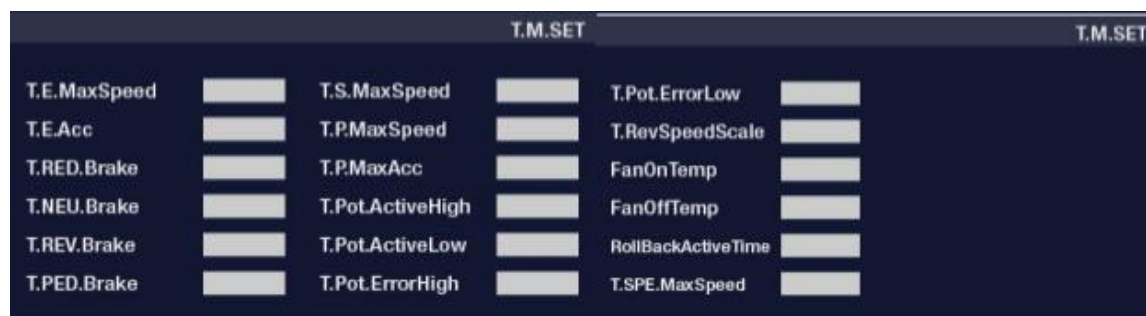 T.M.SET
T.E.MaxSpeed T.S.MaxSpeed
T.E.Acc T.P.MaxSpeed
T.RED.Brake T.P.MaxAcc
T.NEU.Brake T.Pot.ActiveHigh
T.REV.Brake T.Pot.ActiveLow
T.PED.Brake T.Pot.ErrorHigh
T.M.SET
T.Pot.ErrorLow
T.RevSpeedScale
FanOnTemp
FanOffTemp
RollBackActiveTime
T.SPE.MaxSpeed